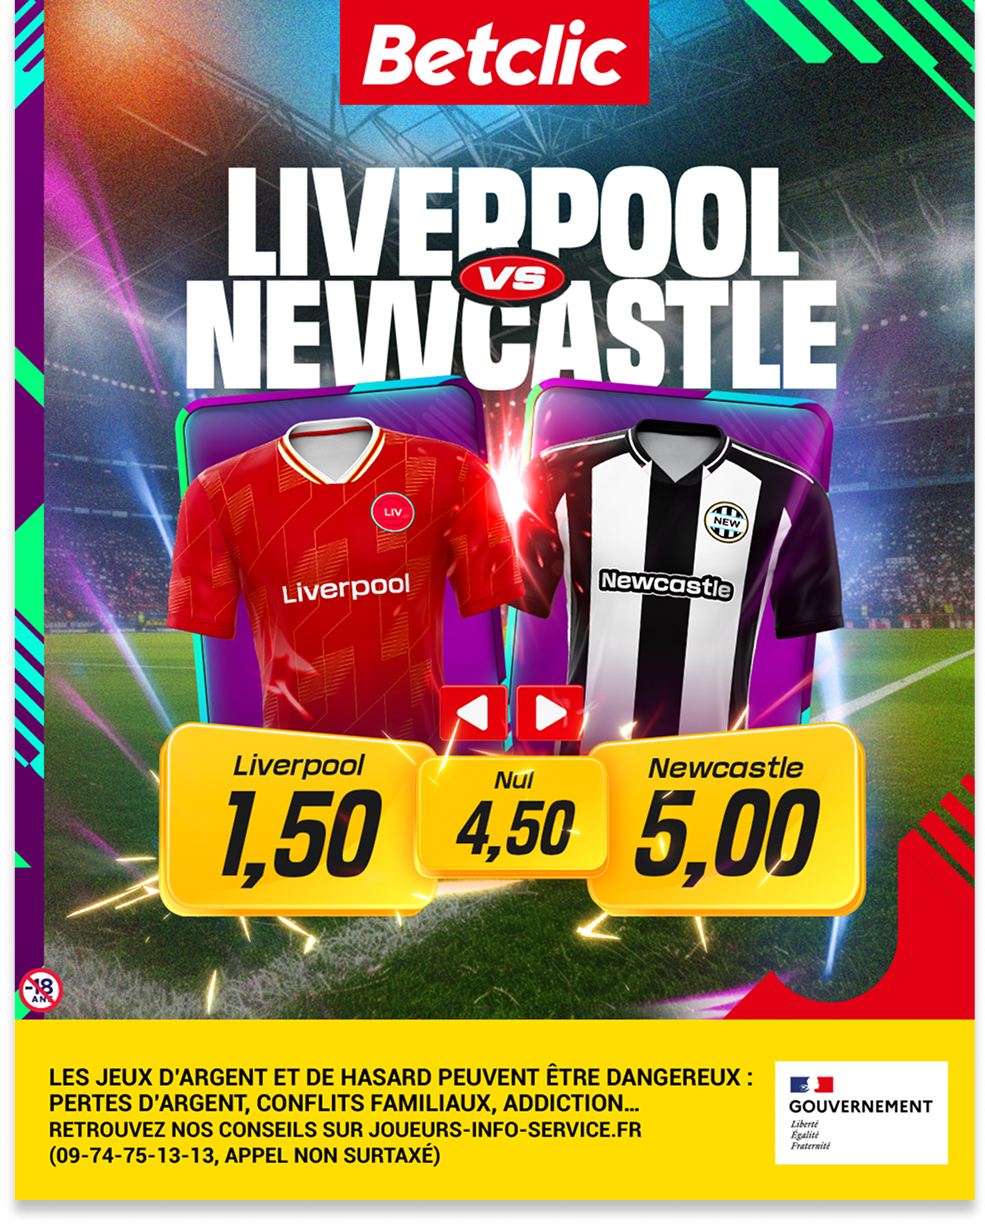 Betclic
LIVERPOOL
VS
NEWCASTLE
LIV
NEW
Liverpool
Newcastle
Liverpool
1,50
Nul
4,50
Newcastle
5,00
-18
ANS
LES JEUX D'ARGENT ET DE HASARD PEUVENT ÊTRE DANGEREUX :
PERTES D'ARGENT, CONFLITS FAMILIAUX, ADDICTION...
RETROUVEZ NOS CONSEILS SUR JOUEURS-INFO-SERVICE.FR
(09-74-75-13-13, APPEL NON SURTAXÉ)
GOUVERNEMENT
Liberté
Égalité
Fraternité